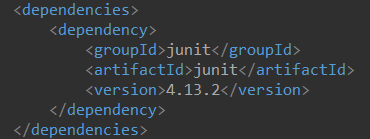 <dependencies>
<dependency>
<groupId>junit</groupId>
<artifactId>junit</artifactId>
<version>4.13.2</version>
</dependency>
</dependencies>